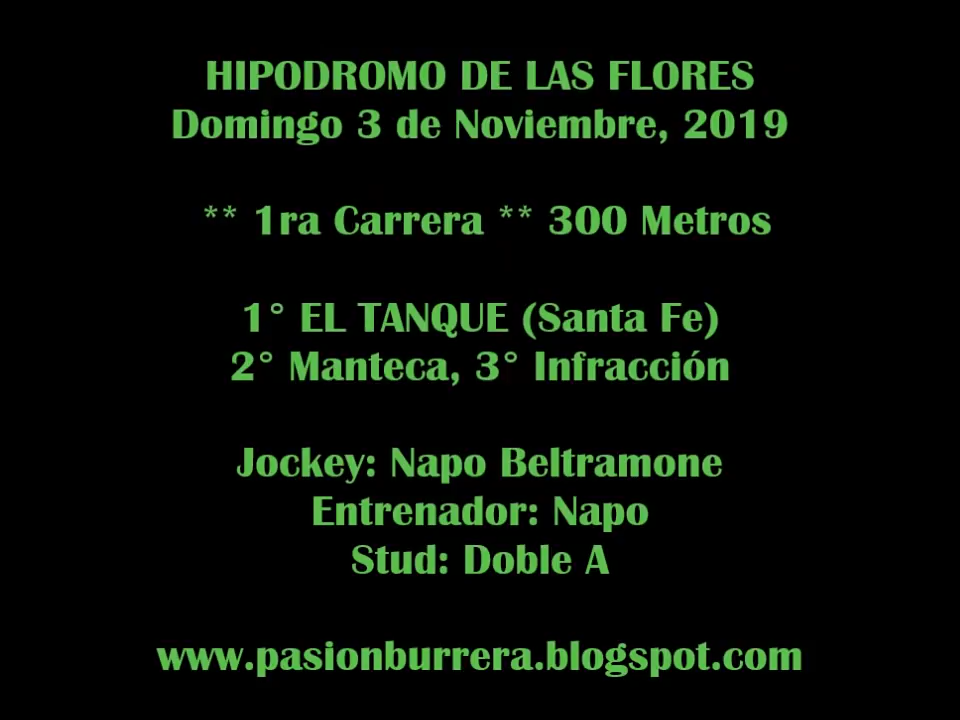 HIPODROMO DE LAS FLORES
Domingo 3 de Noviembre, 2019
** 1ra Carrera ** 300 Metros
1° EL TANQUE (Santa Fe)
2° Manteca, 3° Infracción
Jockey: Napo Beltramone
Entrenador: Napo
Stud: Doble A
www.pasionburrera.blogspot.com